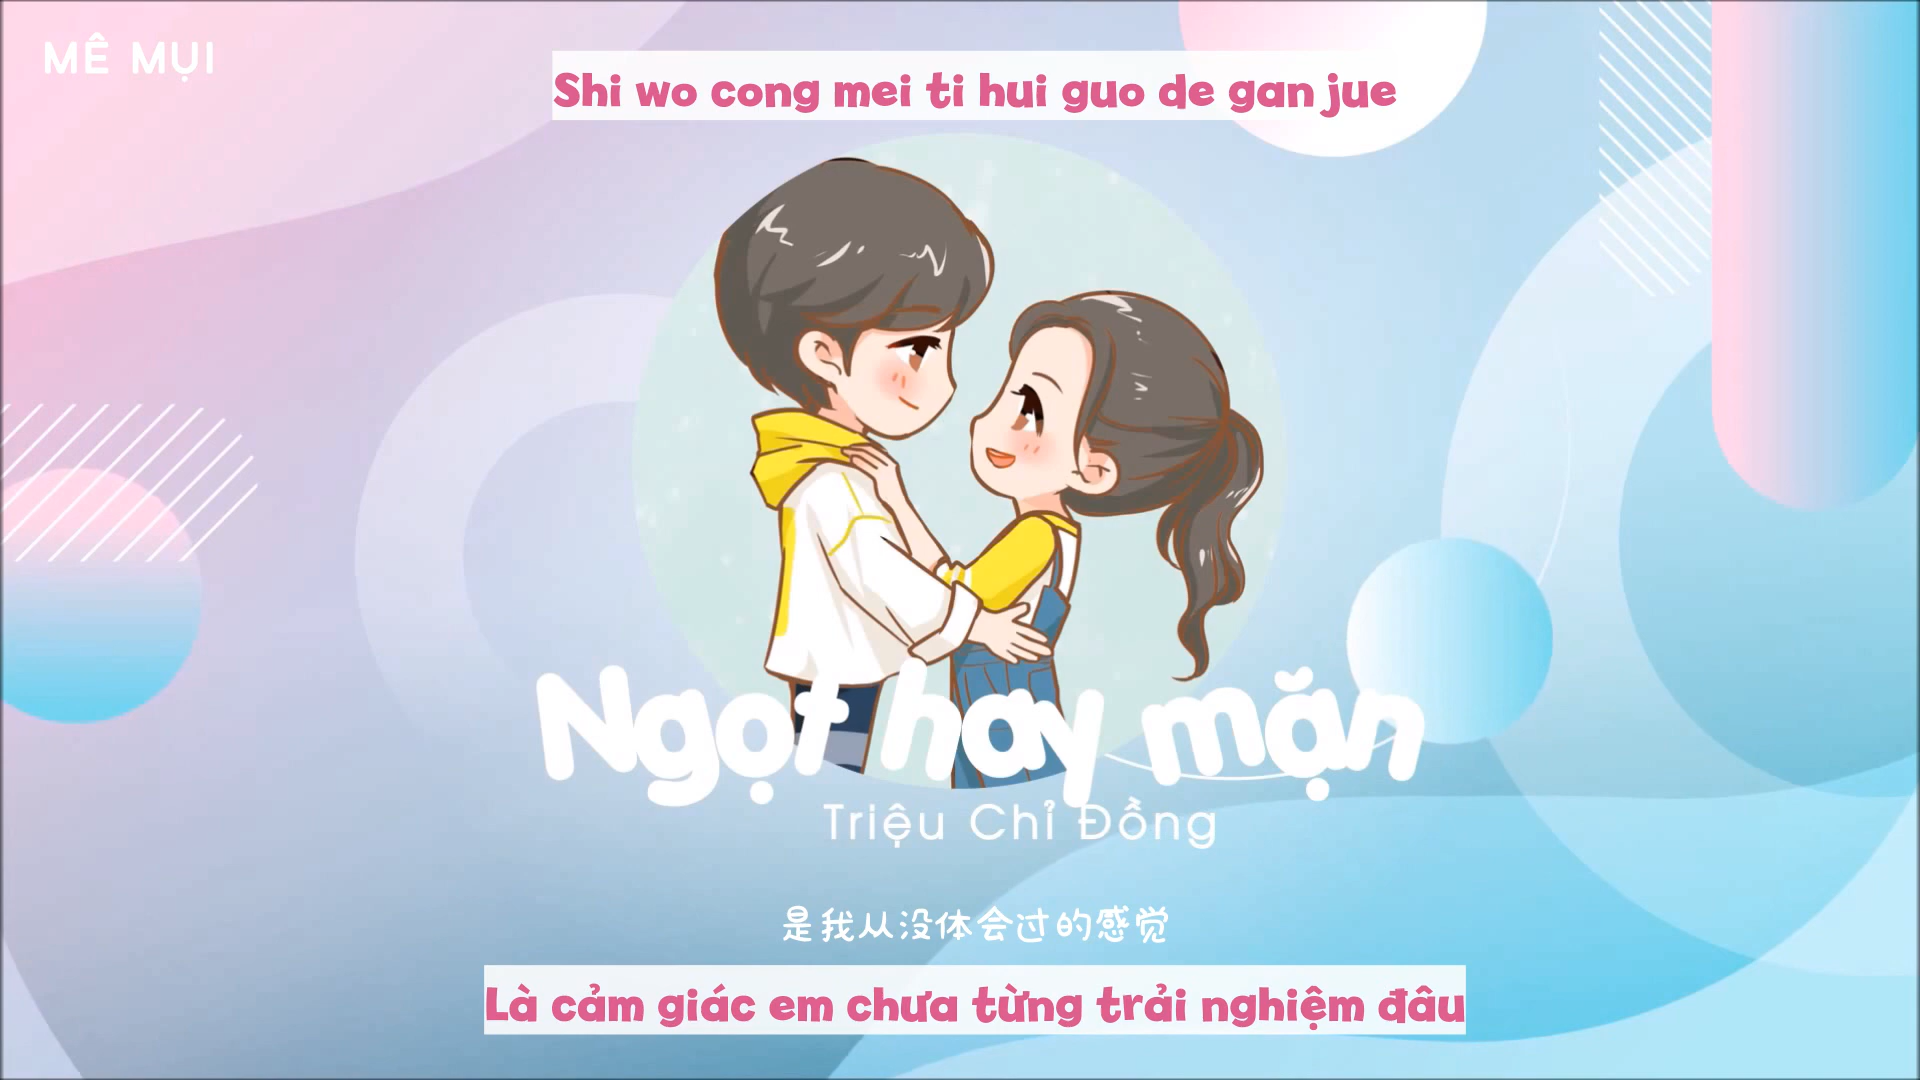 MÊ MỤI
Shi wo cong mei ti hui guo de gan jue
Ngọt hay mặn
Triệu Chỉ Đồng
是我从没体会过的感觉
Là cảm giác em chưa từng trải nghiệm đâu